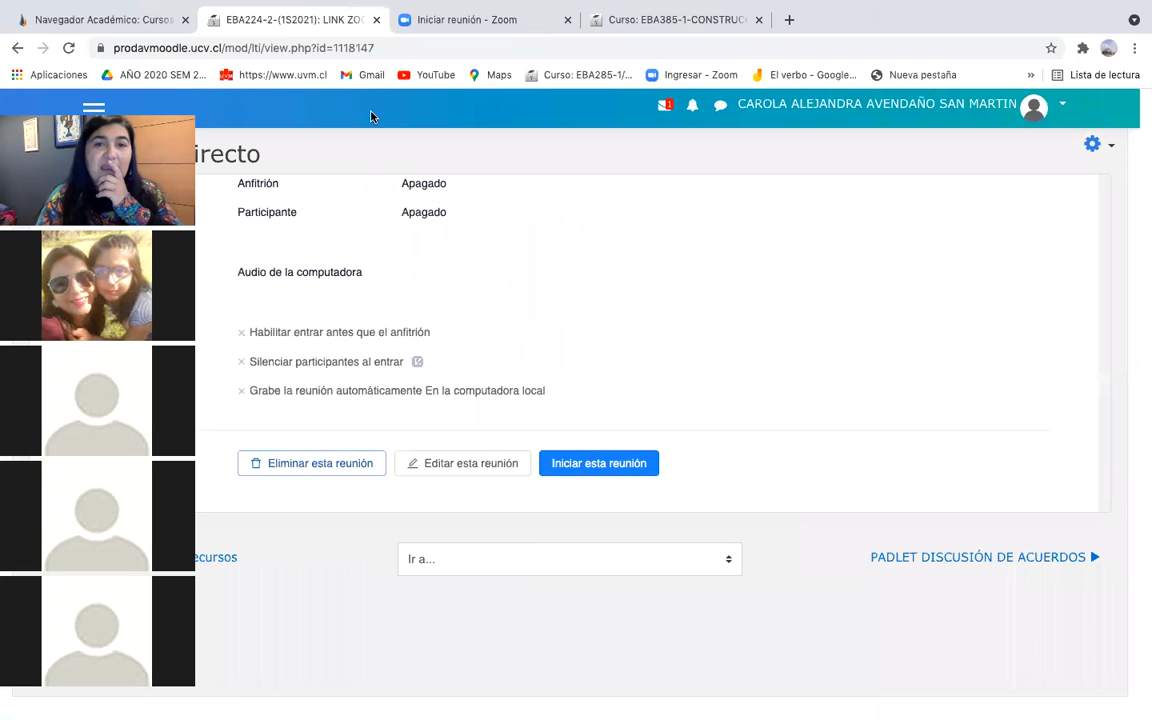 Navegador Académico: Cursos
EBA224-2-(1S2021): LINK ZO
Iniciar reunión - Zoom
Curso: EBA385-1-CONSTRUC
prodavmoodle.ucv.cl/mod/lti/view.php?id=1118147
Aplicaciones
AÑO 2020 SEM 2...
https://www.uvm.cl
Gmail
YouTube
Maps
Curso: EBA285-1/...
Ingresar - Zoom
El verbo - Google...
Nueva pestaña
»
Lista de lectura
1
CAROLA ALEJANDRA AVENDAÑO SAN MARTIN
irecto
Anfitrión Apagado
Participante Apagado
Audio de la computadora
× Habilitar entrar antes que el anfitrión
× Silenciar participantes al entrar
× Grabe la reunión automáticamente En la computadora local
Eliminar esta reunión
Editar esta reunión
Iniciar esta reunión
ecursos
Ir a...
PADLET DISCUSIÓN DE ACUERDOS ▶